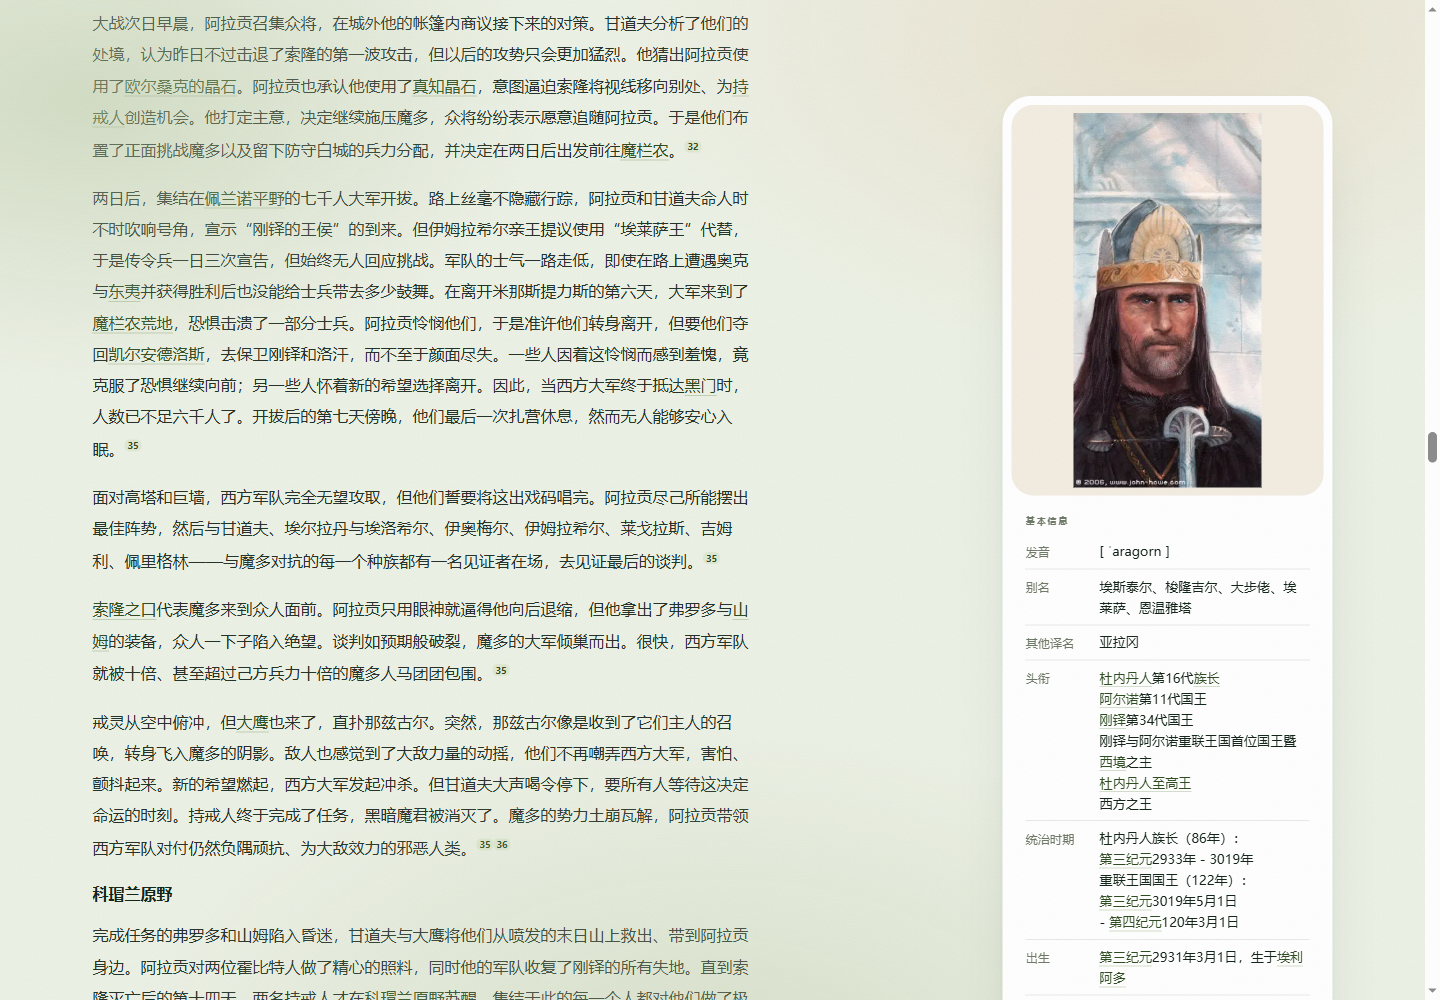 大战次日早晨，阿拉贡召集众将，在城外他的帐篷内商议接下来的对策。甘道夫分析了他们的
处境，认为昨日不过击退了索隆的第一波攻击，但以后的攻势只会更加猛烈。他猜出阿拉贡使
用了欧尔桑克的晶石。阿拉贡也承认他使用了真知晶石，意图逼迫索隆将视线移向别处、为持
戒人创造机会。他打定主意，决定继续施压魔多，众将纷纷表示愿意追随阿拉贡。于是他们布
置了正面挑战魔多以及留下防守白城的兵力分配，并决定在两日后出发前往魔栏农。 32
两日后，集结在佩兰诺平野的七千人大军开拔。路上丝毫不隐藏行踪，阿拉贡和甘道夫命人时
不时吹响号角，宣示“刚铎的王侯”的到来。但伊姆拉希尔亲王提议使用“埃莱萨王”代替，
于是传令兵一日三次宣告，但始终无人回应挑战。军队的士气一路走低，即使在路上遭遇奥克
与东夷并获得胜利后也没能给士兵带去多少鼓舞。在离开米那斯提力斯的第六天，大军来到了
魔栏农荒地，恐惧击溃了一部分士兵。阿拉贡怜悯他们，于是准许他们转身离开，但要他们夺
回凯尔安德洛斯，去保卫刚铎和洛汗，而不至于颜面尽失。一些人因着这怜悯而感到羞愧，竟
克服了恐惧继续向前；另一些人怀着新的希望选择离开。因此，当西方大军终于抵达黑门时，
人数已不足六千人了。开拔后的第七天傍晚，他们最后一次扎营休息，然而无人能够安心入
眠。 35
面对高塔和巨墙，西方军队完全无望攻取，但他们誓要将这出戏码唱完。阿拉贡尽己所能摆出
最佳阵势，然后与甘道夫、埃尔拉丹与埃洛希尔、伊奥梅尔、伊姆拉希尔、莱戈拉斯、吉姆
利、佩里格林——与魔多对抗的每一个种族都有一名见证者在场，去见证最后的谈判。 35
索隆之口代表魔多来到众人面前。阿拉贡只用眼神就逼得他向后退缩，但他拿出了弗罗多与山
姆的装备，众人一下子陷入绝望。谈判如预期般破裂，魔多的大军倾巢而出。很快，西方军队
就被十倍、甚至超过己方兵力十倍的魔多人马团团包围。 35
戒灵从空中俯冲，但大鹰也来了，直扑那兹古尔。突然，那兹古尔像是收到了它们主人的召
唤，转身飞入魔多的阴影。敌人也感觉到了大敌力量的动摇，他们不再嘲弄西方大军，害怕、
颤抖起来。新的希望燃起，西方大军发起冲杀。但甘道夫大声喝令停下，要所有人等待这决定
命运的时刻。持戒人终于完成了任务，黑暗魔君被消灭了。魔多的势力土崩瓦解，阿拉贡带领
西方军队对付仍然负隅顽抗、为大敌效力的邪恶人类。 35 36
科瑁兰原野
完成任务的弗罗多和山姆陷入昏迷，甘道夫与大鹰将他们从喷发的末日山上救出、带到阿拉贡
身边。阿拉贡对两位霍比特人做了精心的照料，同时他的军队收复了刚铎的所有失地。直到索
隆灭亡后的第十四天，两名持戒人才在科瑁兰原野苏醒。集结于此的每一个人都对他们做了极
© 2006, www.john-howe.com
基本信息
发音 [ ˈaragorn ]
别名 埃斯泰尔、梭隆吉尔、大步佬、埃
莱萨、恩温雅塔
其他译名 亚拉冈
头衔 杜内丹人第16代族长
阿尔诺第11代国王
刚铎第34代国王
刚铎与阿尔诺重联王国首位国王暨
西境之主
杜内丹人至高王
西方之王
统治时期 杜内丹人族长（86年）:
第三纪元2933年 - 3019年
重联王国国王（122年）:
第三纪元3019年5月1日
- 第四纪元120年3月1日
出生 第三纪元2931年3月1日，生于埃利
阿多